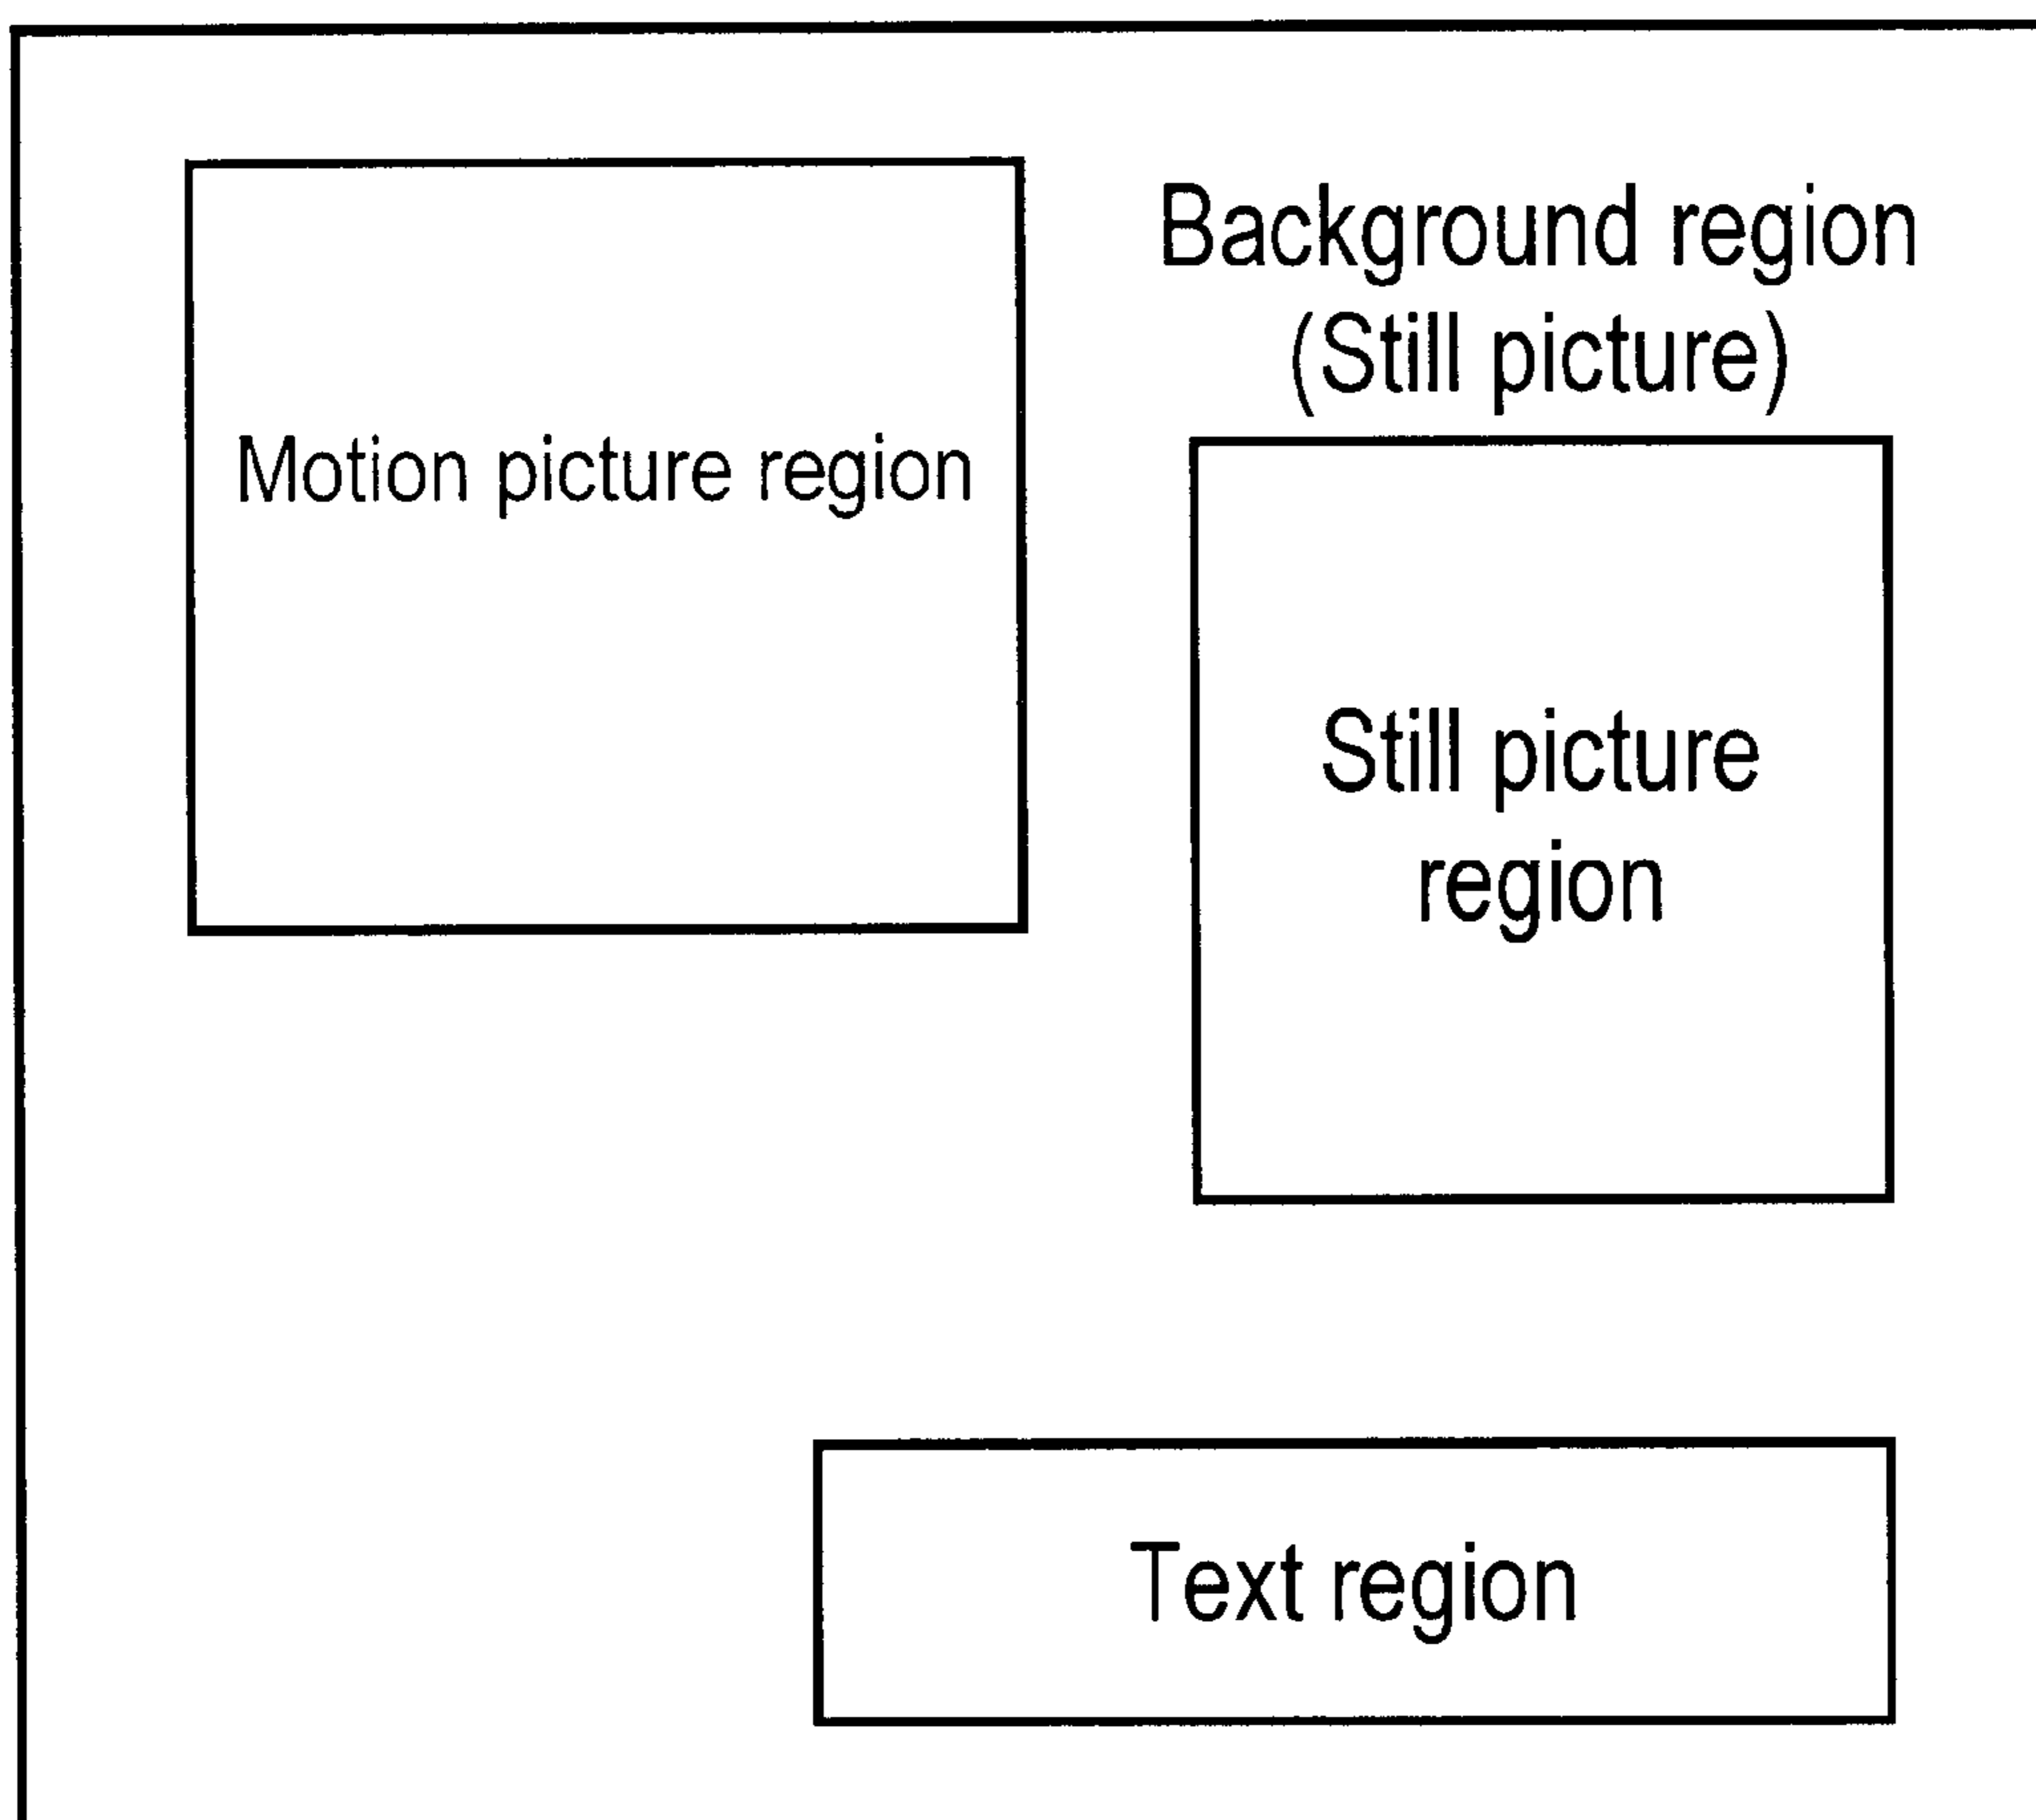 Background region
(Still picture)
Motion picture region
Still picture
region
Text region